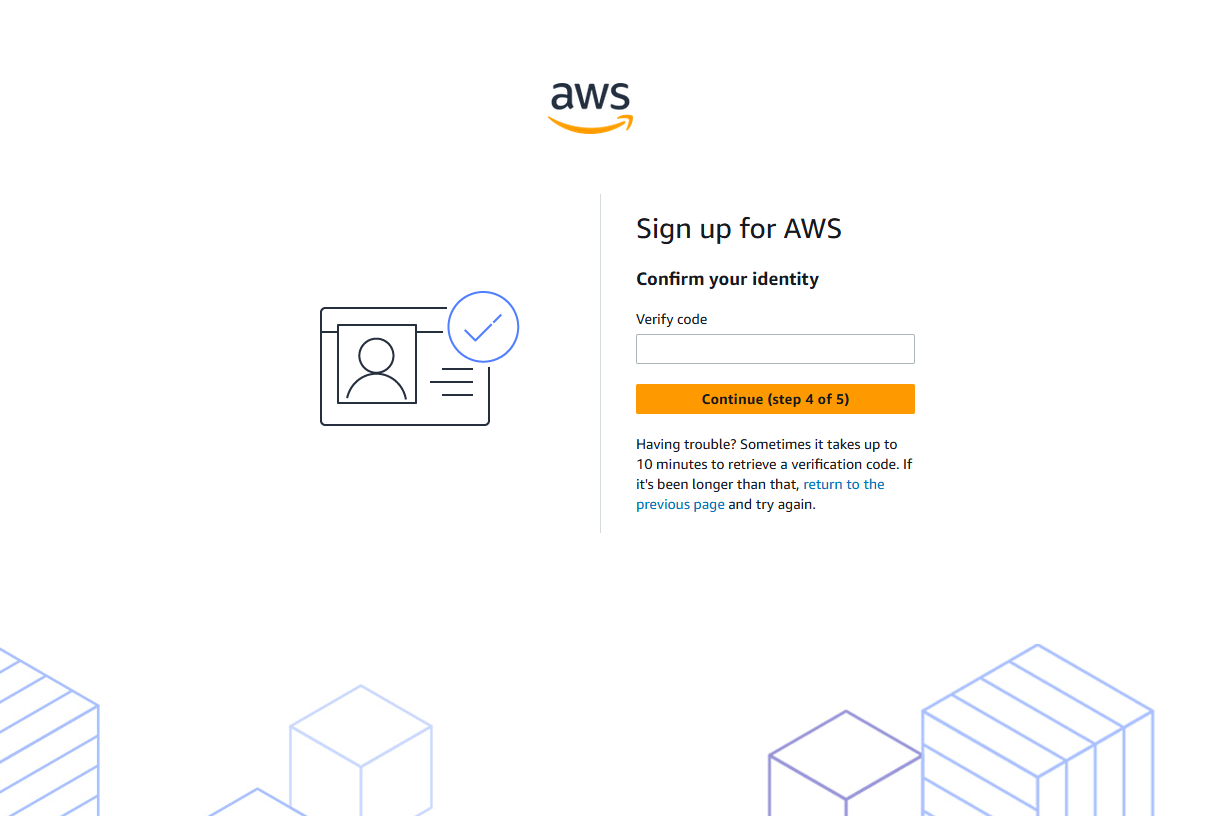 aws
Sign up for AWS
Confirm your identity
Verify code
Continue (step 4 of 5)
Having trouble? Sometimes it takes up to
10 minutes to retrieve a verification code. If
it's been longer than that, return to the
previous page and try again.